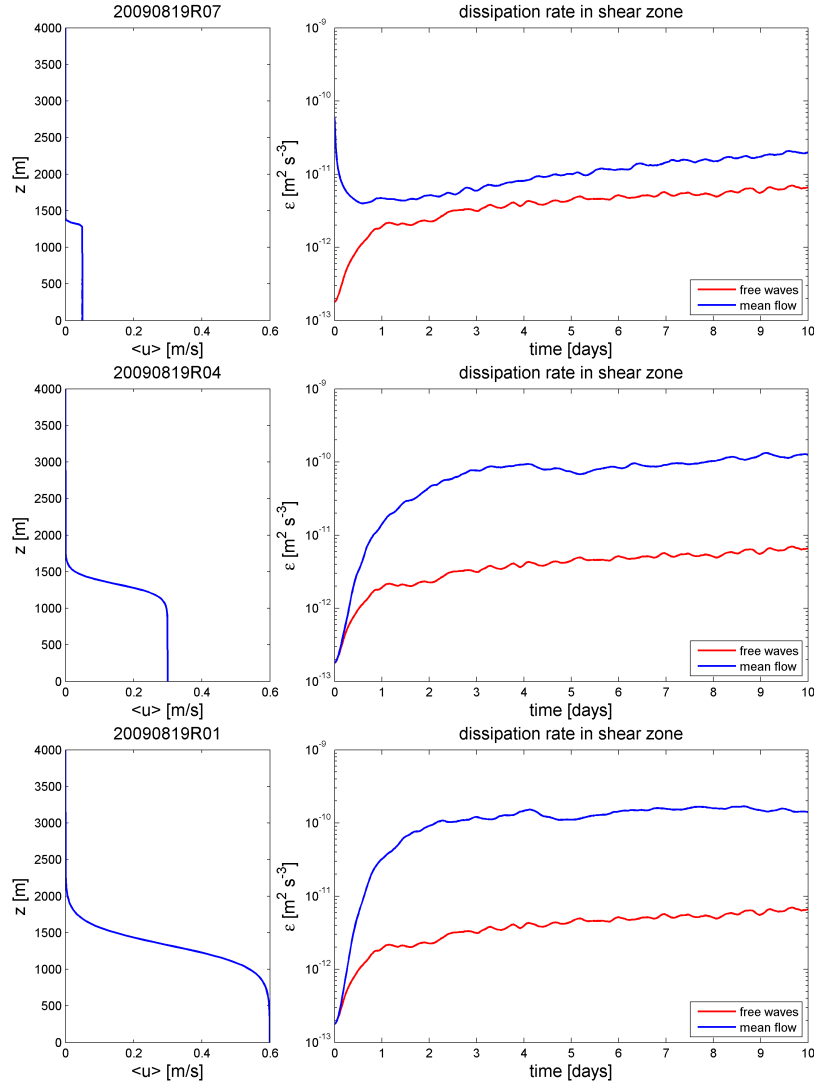 20090819R07
dissipation rate in shear zone
4000
3500
3000
2500
2000
1500
1000
500
0
z [m]
0
0.2
0.4
0.6
<u> [m/s]
10⁻⁹
10⁻¹⁰
10⁻¹¹
10⁻¹²
10⁻¹³
ε [m² s⁻³]
0 1 2 3 4 5 6 7 8 9 10
time [days]
free waves
mean flow
20090819R04
dissipation rate in shear zone
4000
3500
3000
2500
2000
1500
1000
500
0
z [m]
0
0.2
0.4
0.6
<u> [m/s]
10⁻⁹
10⁻¹⁰
10⁻¹¹
10⁻¹²
10⁻¹³
ε [m² s⁻³]
0 1 2 3 4 5 6 7 8 9 10
time [days]
free waves
mean flow
20090819R01
dissipation rate in shear zone
4000
3500
3000
2500
2000
1500
1000
500
0
z [m]
0
0.2
0.4
0.6
<u> [m/s]
10⁻⁹
10⁻¹⁰
10⁻¹¹
10⁻¹²
10⁻¹³
ε [m² s⁻³]
0 1 2 3 4 5 6 7 8 9 10
time [days]
free waves
mean flow